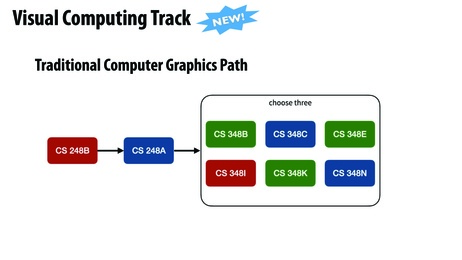 Visual Computing Track NEW!
Traditional Computer Graphics Path
choose three
CS 348B CS 348C CS 348E
CS 248B CS 248A
CS 348I CS 348K CS 348N